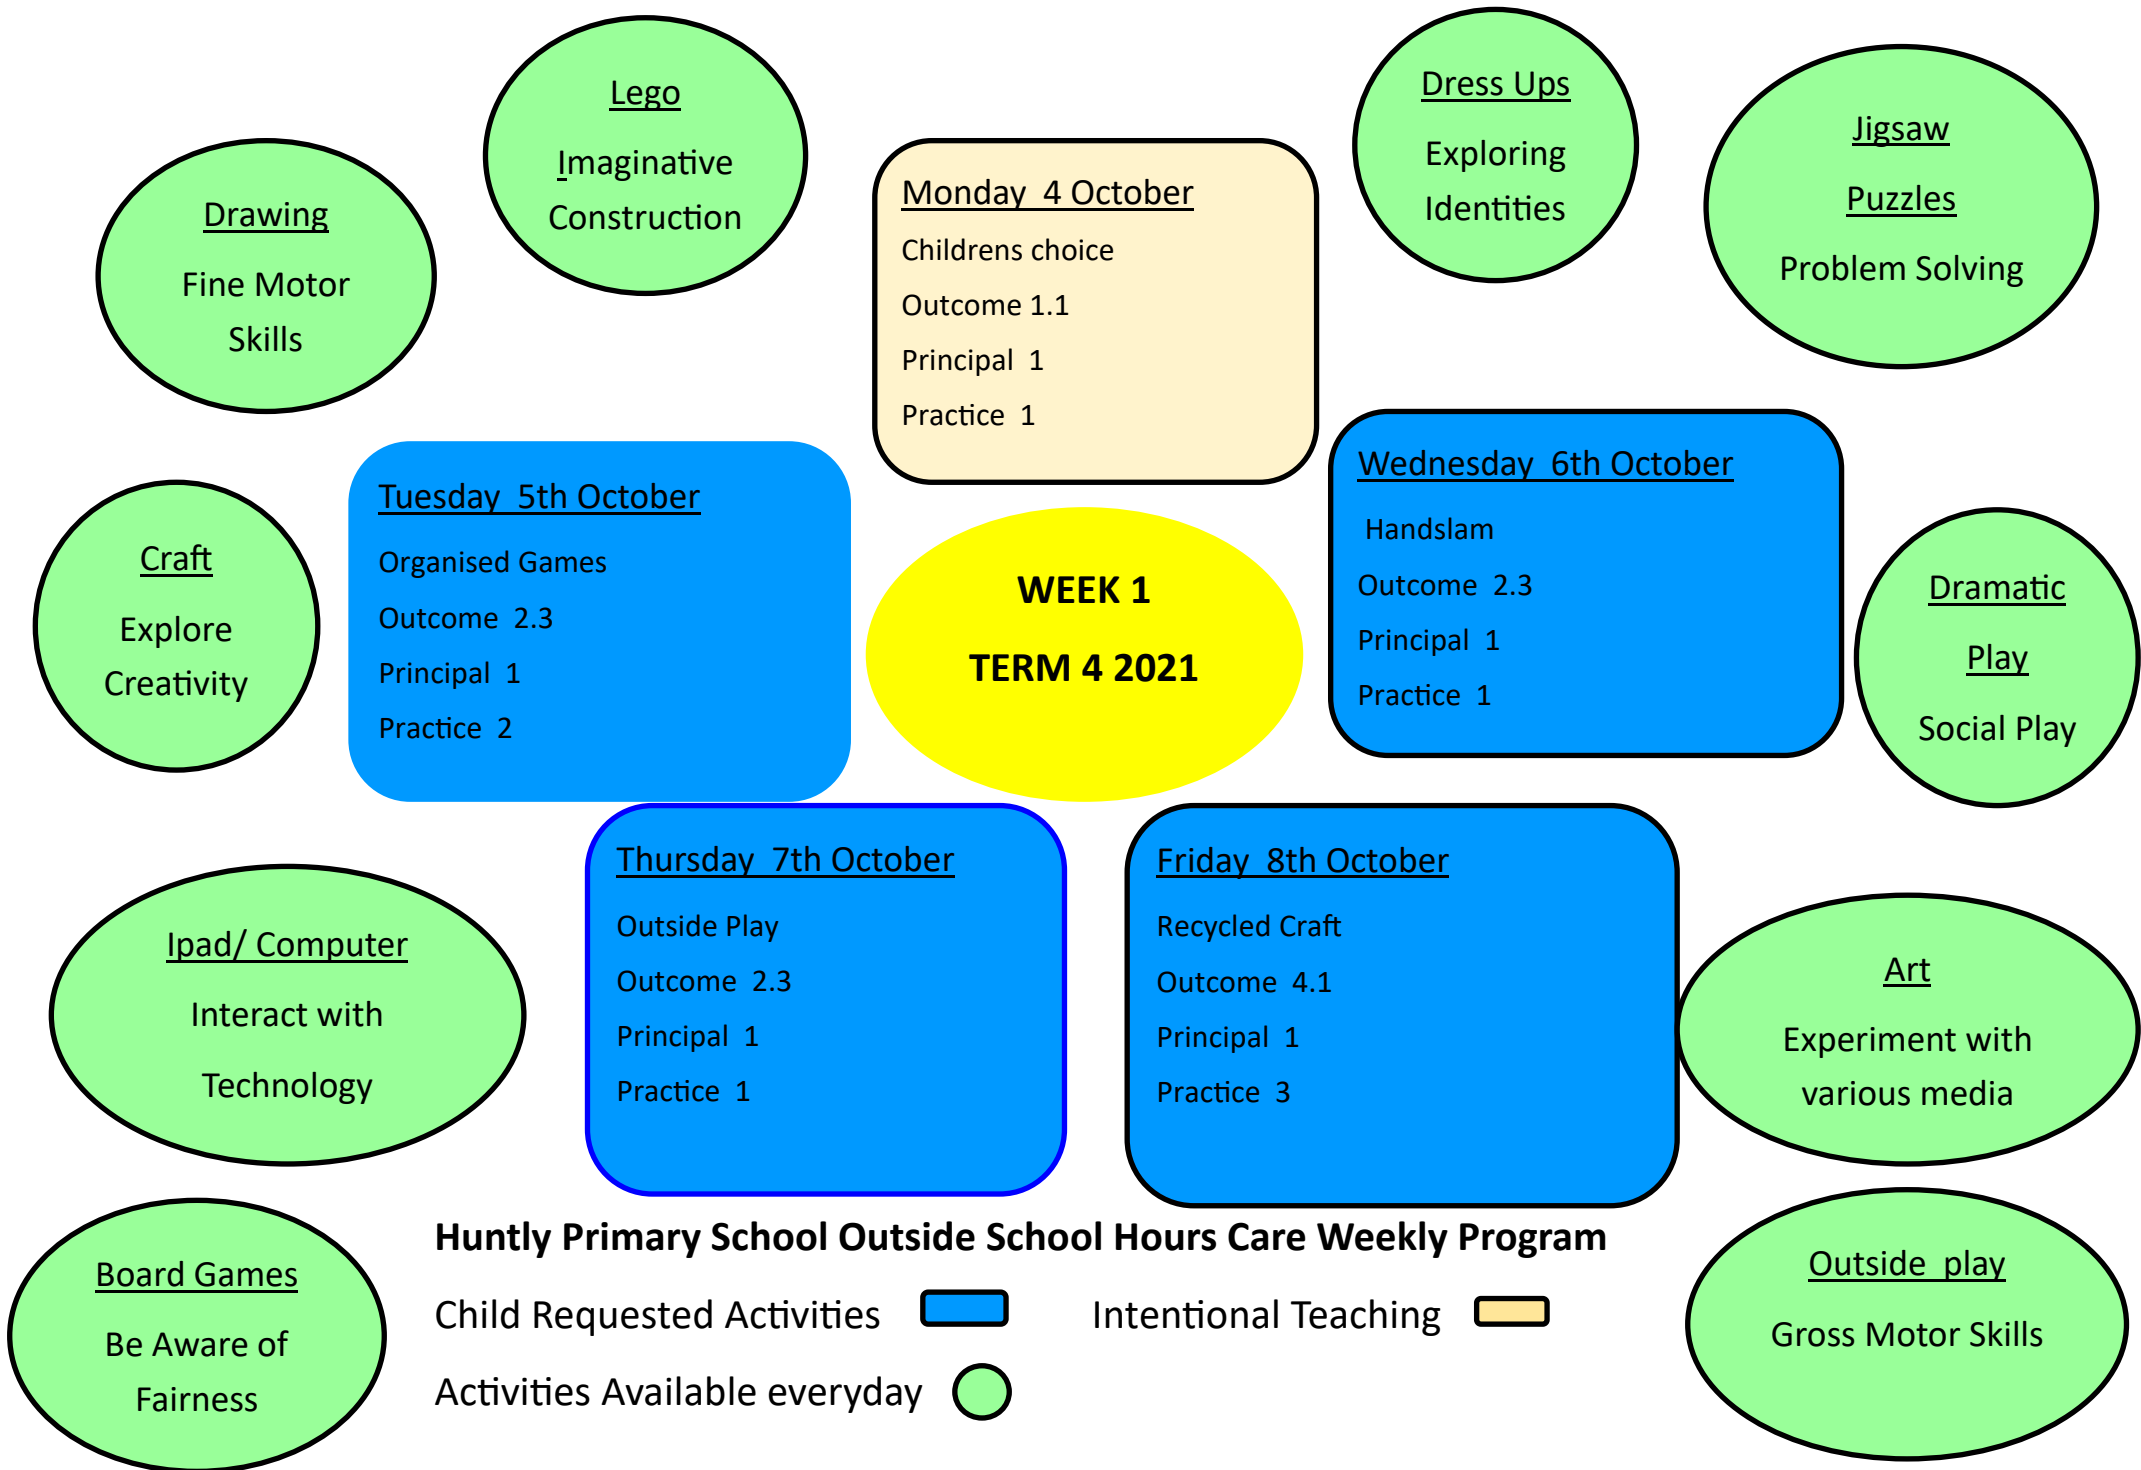 Lego
Imaginative
Construction
Dress Ups
Exploring
Identities
Jigsaw
Puzzles
Problem Solving
Drawing
Fine Motor
Skills
Monday  4 October
Childrens choice
Outcome 1.1
Principal  1
Practice  1
Tuesday  5th October
Organised Games
Outcome  2.3
Principal  1
Practice  2
Wednesday  6th October
Handslam
Outcome  2.3
Principal  1
Practice  1
Craft
Explore
Creativity
WEEK 1
TERM 4 2021
Dramatic
Play
Social Play
Thursday  7th October
Outside Play
Outcome  2.3
Principal  1
Practice  1
Friday  8th October
Recycled Craft
Outcome  4.1
Principal  1
Practice  3
Ipad/ Computer
Interact with
Technology
Art
Experiment with
various media
Board Games
Be Aware of
Fairness
Huntly Primary School Outside School Hours Care Weekly Program
Child Requested Activities
Intentional Teaching
Activities Available everyday
Outside  play
Gross Motor Skills